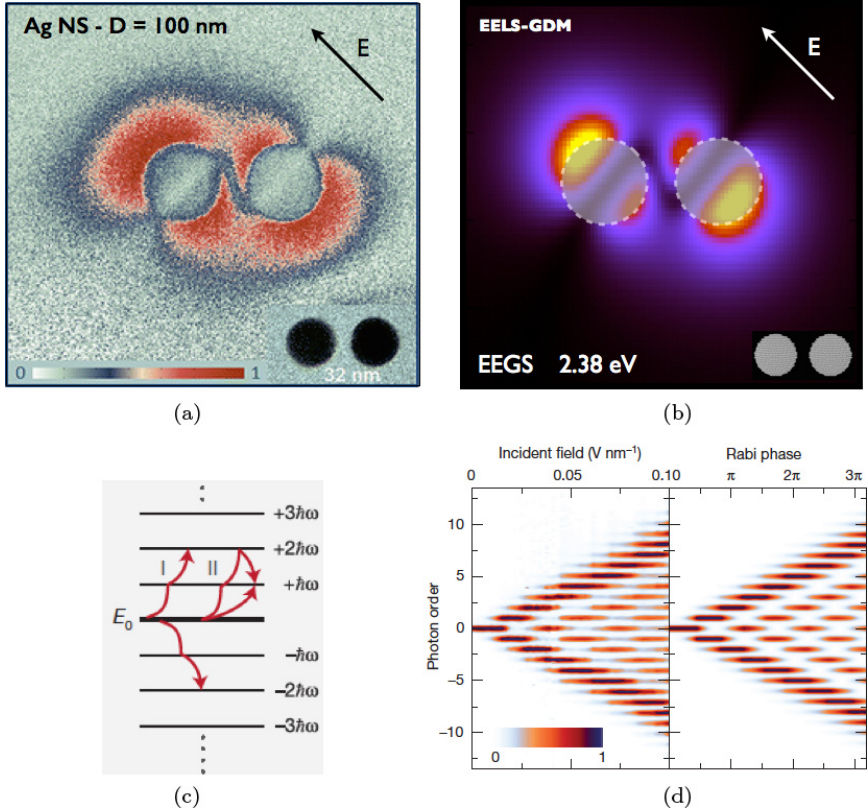 Ag NS - D = 100 nm
E
0
1
32 nm
(a)
EELS-GDM
E
EEGS 2.38 eV
(b)
+3ħω
+2ħω
I II
+ħω
E₀
−ħω
−2ħω
−3ħω
(c)
Incident field (V nm⁻¹) Rabi phase
0 0.05 0.10 π 2π 3π
10
5
0
−5
−10
Photon order
0 1
(d)